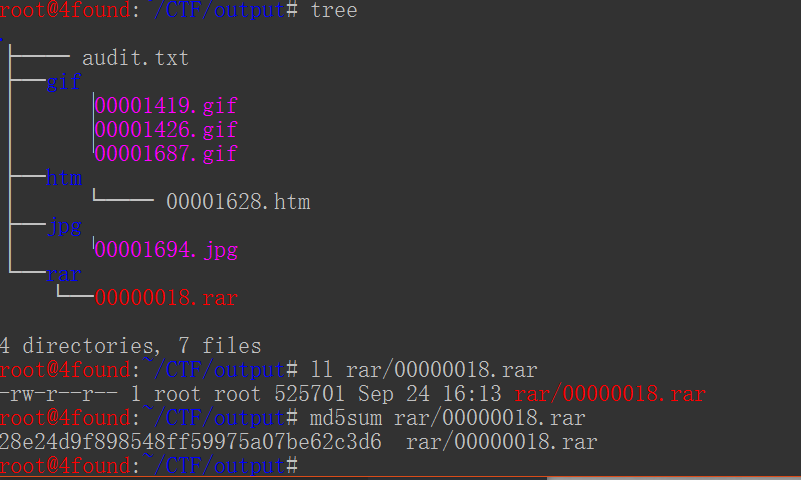 root@4found:~/CTF/output# tree
.
├──── audit.txt
├──gif
│      00001419.gif
│      00001426.gif
│      00001687.gif
├──htm
│      └──── 00001628.htm
├──jpg
│      00001694.jpg
└──rar
    └──00000018.rar
4 directories, 7 files
root@4found:~/CTF/output# ll rar/00000018.rar
-rw-r--r-- 1 root root 525701 Sep 24 16:13 rar/00000018.rar
root@4found:~/CTF/output# md5sum rar/00000018.rar
28e24d9f898548ff59975a07be62c3d6  rar/00000018.rar
root@4found:~/CTF/output#